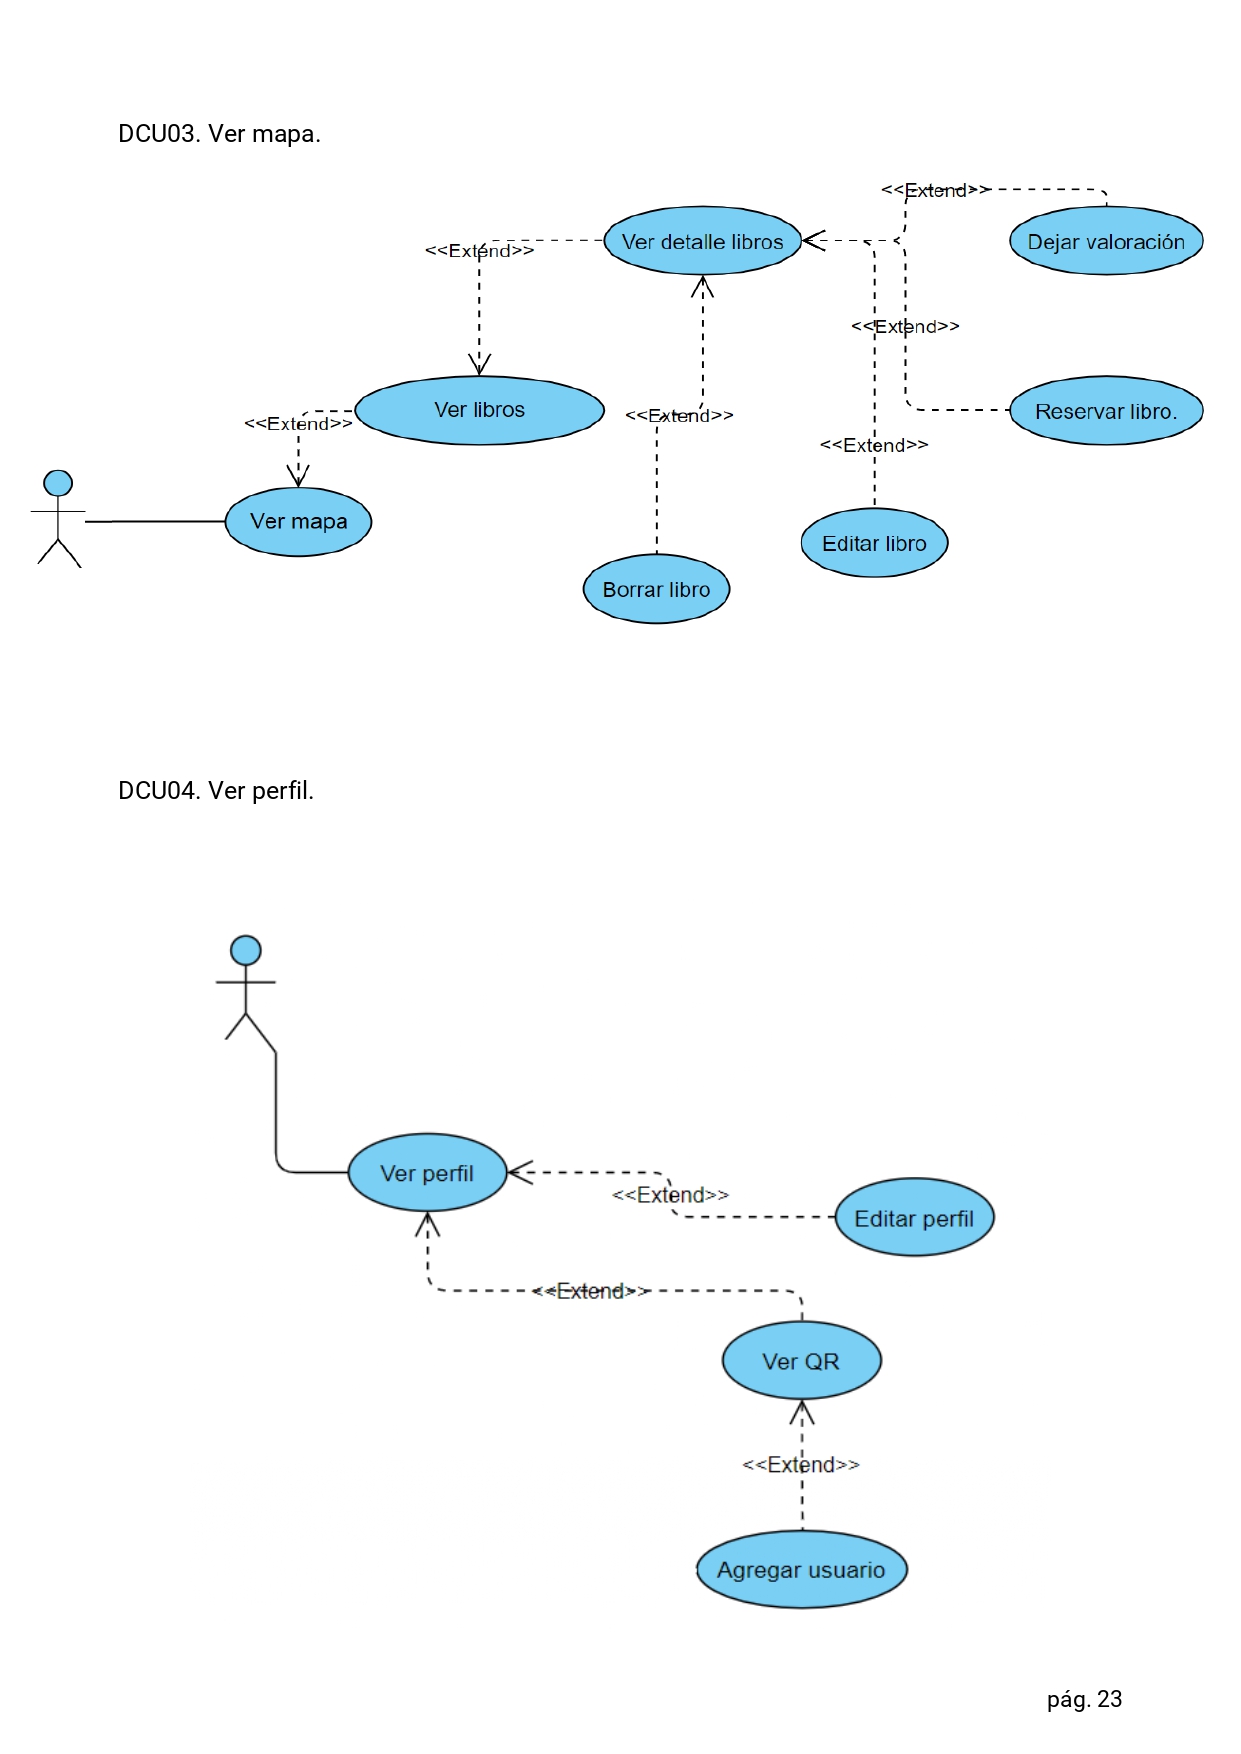 DCU03. Ver mapa.
<<Extend>>
Ver detalle libros
Dejar valoración
<<Extend>>
<<Extend>>
Ver libros
Reservar libro.
<<Extend>>
<<Extend>>
<<Extend>>
Ver mapa
Editar libro
Borrar libro
DCU04. Ver perfil.
Ver perfil
<<Extend>>
Editar perfil
<<Extend>>
Ver QR
<<Extend>>
Agregar usuario
pág. 23